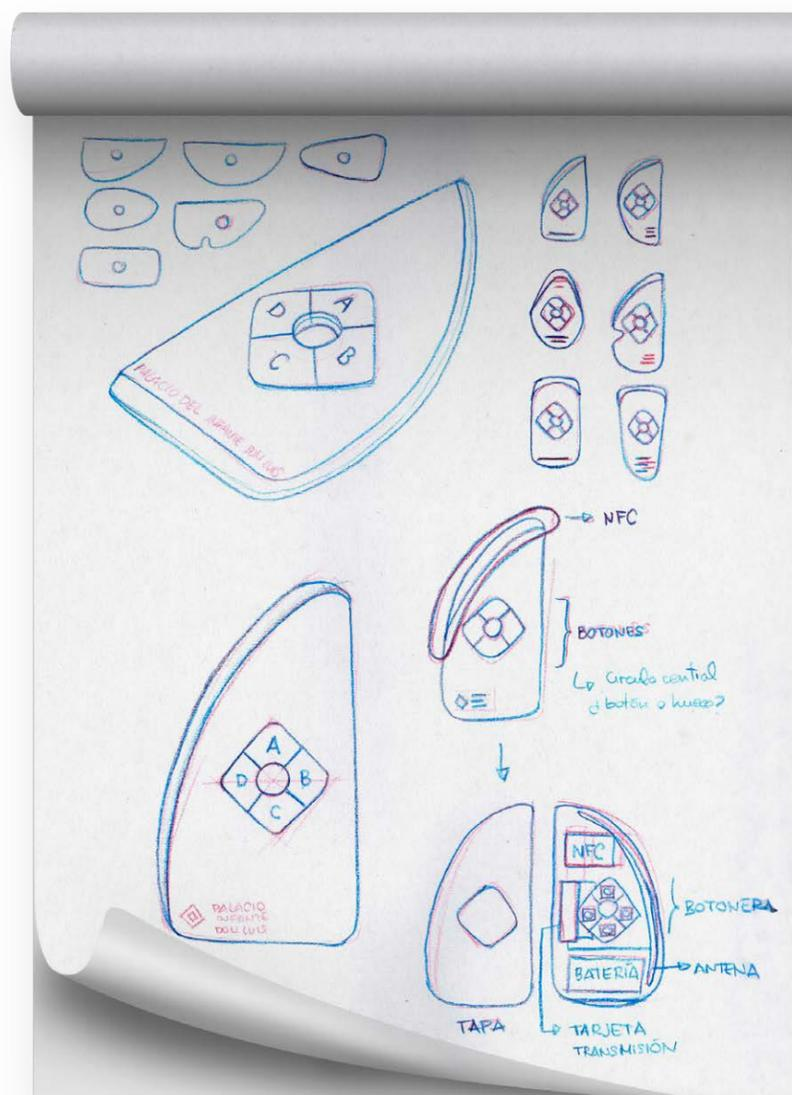 D A
C B
PALACIO DEL INFANTE DON LUIS
NFC
BOTONES
Circulo central
¿botón o hueco?
A
D B
C
PALACIO
INFANTE
DON LUIS
NFC
BOTONERA
BATERÍA
ANTENA
TAPA
TARJETA
TRANSMISIÓN